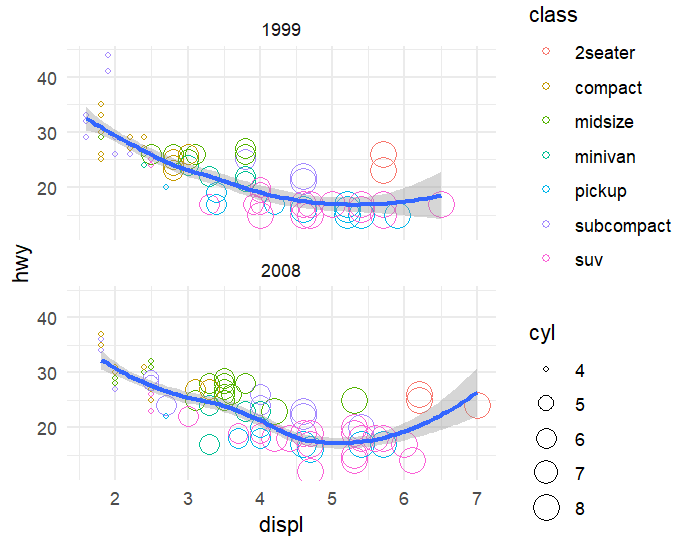 1999
40
30
20
2008
40
30
20
2 3 4 5 6 7
displ
hwy
class
2seater
compact
midsize
minivan
pickup
subcompact
suv
cyl
4
5
6
7
8